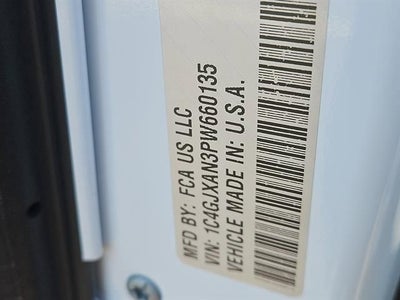 MFD BY: FCA US LLC
VIN: 1C4GJXAN3PW660135
VEHICLE MADE IN: U.S.A.